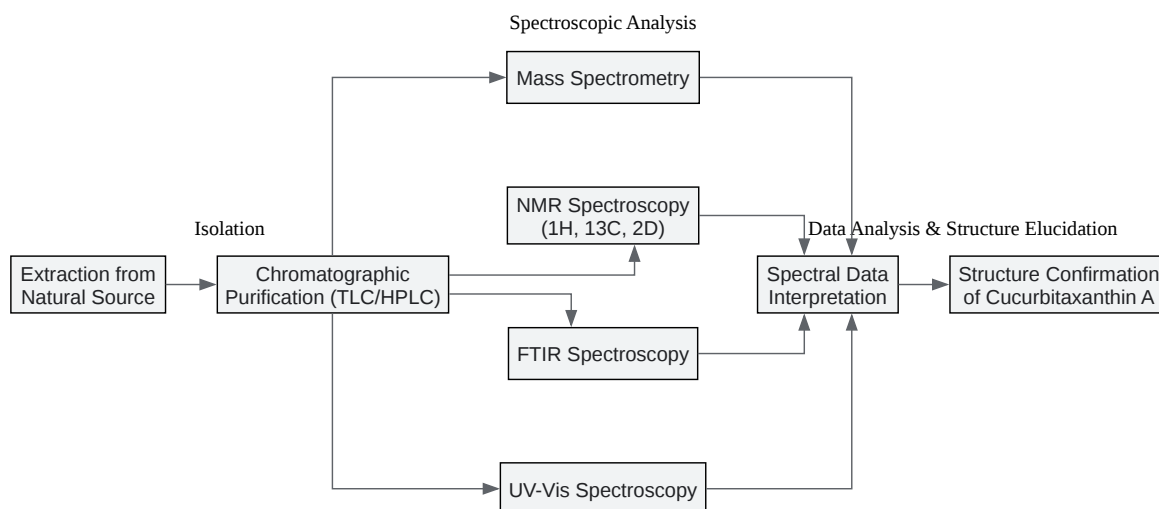 Spectroscopic Analysis
Mass Spectrometry
NMR Spectroscopy
(1H, 13C, 2D)
Isolation
Data Analysis & Structure Elucidation
Extraction from
Natural Source
Chromatographic
Purification (TLC/HPLC)
Spectral Data
Interpretation
Structure Confirmation
of Cucurbitaxanthin A
FTIR Spectroscopy
UV-Vis Spectroscopy